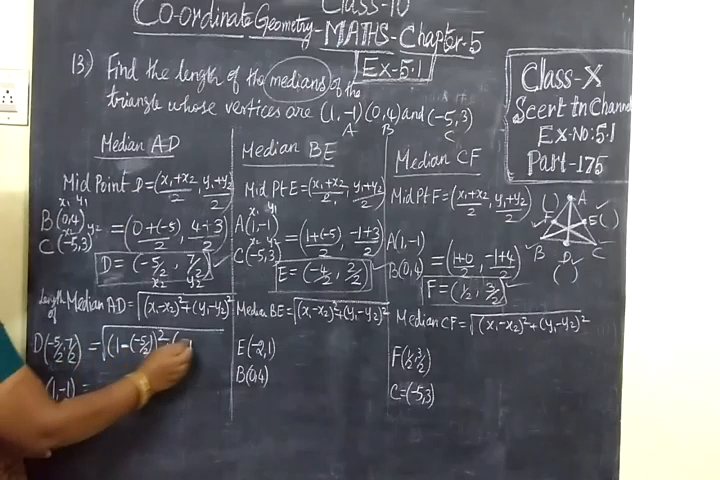 Class-10
Co-ordinate Geometry-MATHS-Chapter-5
Ex-5.1
13) Find the length of the medians of the
triangle whose vertices are (1,-1)(0,4) and (-5,3)
A B C
Class-X
Scert tn Channel
Ex-No:5.1
Part-175
Median AD
Mid Point D=(x₁+x₂/2, y₁+y₂/2)
x₁ y₁
B(0,4)
x₂ y₂
C(-5,3)
=(0+(-5)/2, 4+3/2)
D=(-5/2, 7/2)
x₂ y₂
length of Median AD=√(x₁-x₂)²+(y₁-y₂)²
D(-5/2, 7/2) =√(1-(-5/2))²(-1
(1,-1) =
Median BE
Mid Pt E=(x₁+x₂/2, y₁+y₂/2)
x₁ y₁
A(1,-1)
x₂ y₂
C(-5,3)
=(1+(-5)/2, -1+3/2)
E=(-4/2, 2/2)
Median BE=√(x₁-x₂)²+(y₁-y₂)²
E(-2,1)
B(0,4)
Median CF
Mid Pt F=(x₁+x₂/2, y₁+y₂/2)
A(1,-1)
B(0,4) =(1+0/2, -1+4/2)
F=(1/2, 3/2)
Median CF=√(x₁-x₂)²+(y₁-y₂)²
F(1/2, 3/2)
C=(-5,3)
( ) A
F E( )
B D C
( )